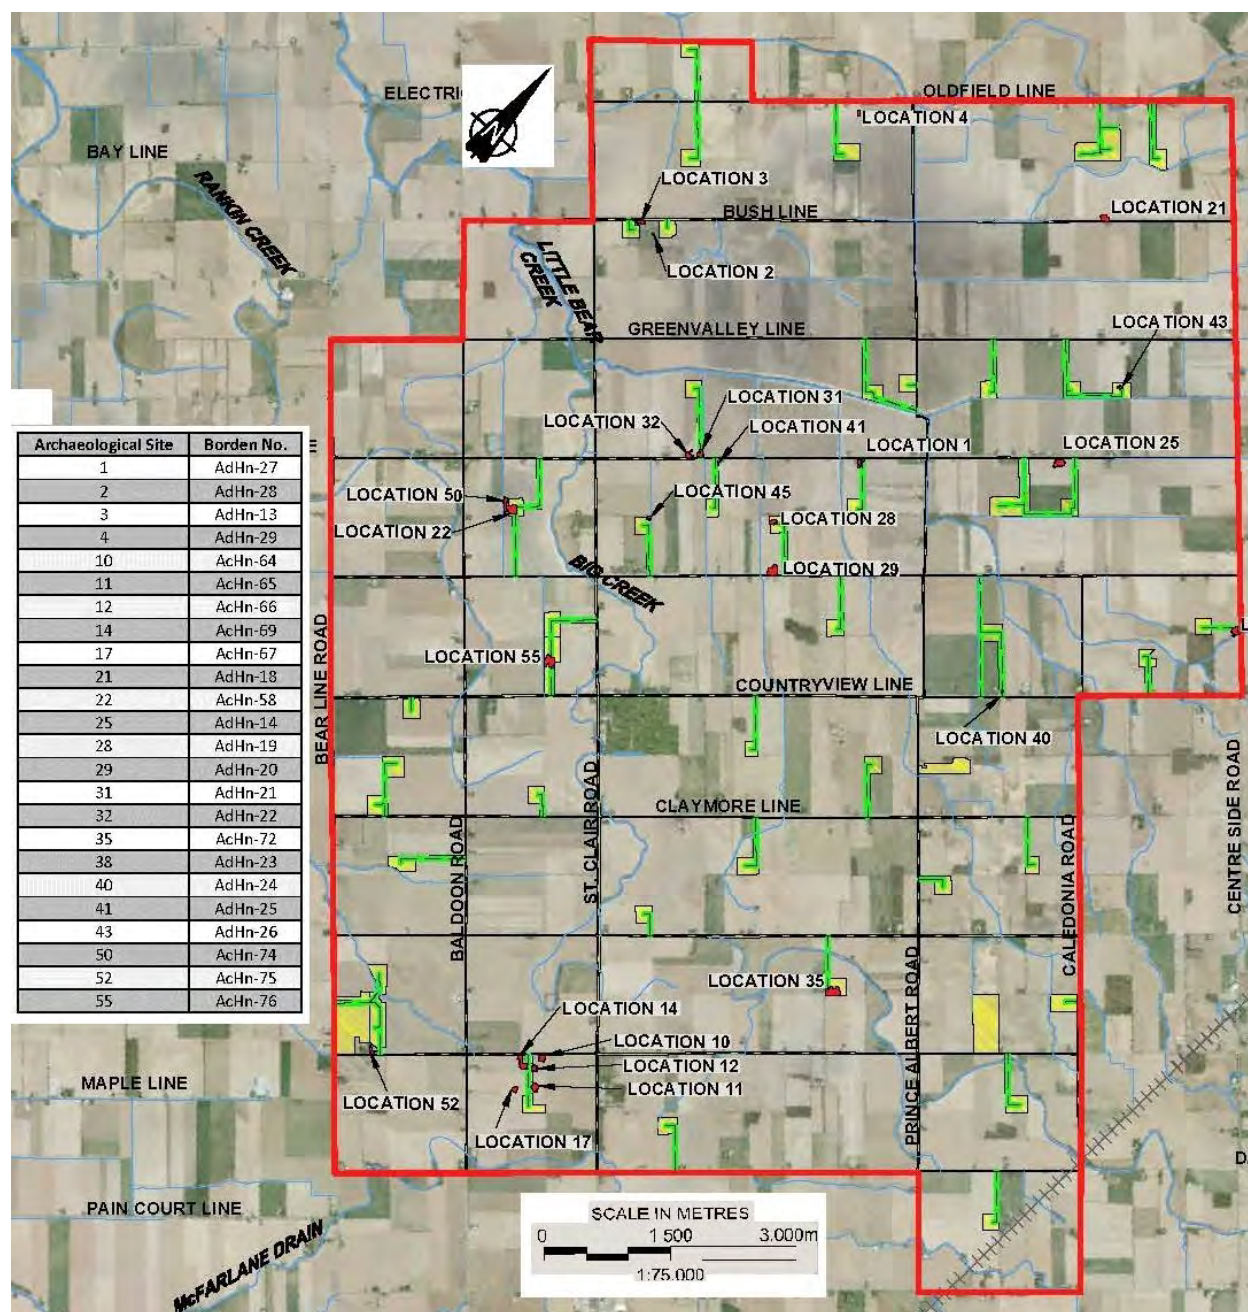 ELECTRI
OLDFIELD LINE
LOCATION 4
BAY LINE
RANKIN CREEK
N
LOCATION 3
BUSH LINE
LOCATION 21
LOCATION 2
LITTLE BEAR
CREEK
GREENVALLEY LINE
LOCATION 43
LOCATION 32
LOCATION 31
LOCATION 41
LOCATION 1
LOCATION 25
Archaeological Site Borden No.
1 AdHn-27
2 AdHn-28
3 AdHn-13
4 AdHn-29
10 AcHn-64
11 AcHn-65
12 AcHn-66
14 AcHn-69
17 AcHn-67
21 AdHn-18
22 AcHn-58
25 AdHn-14
28 AdHn-19
29 AdHn-20
31 AdHn-21
32 AdHn-22
35 AcHn-72
38 AdHn-23
40 AdHn-24
41 AdHn-25
43 AdHn-26
50 AcHn-74
52 AcHn-75
55 AcHn-76
LOCATION 50
LOCATION 45
LOCATION 22
LOCATION 28
BIG CREEK
LOCATION 29
LOCATION 55
BEAR LINE ROAD
COUNTRYVIEW LINE
LOCATION 40
CLAYMORE LINE
BALDOON ROAD
ST. CLAIR ROAD
CALEDONIA ROAD
CENTRE SIDE ROAD
PRINCE ALBERT ROAD
LOCATION 35
LOCATION 14
LOCATION 10
LOCATION 12
LOCATION 11
MAPLE LINE
LOCATION 52
LOCATION 17
PAIN COURT LINE
McFARLANE DRAIN
SCALE IN METRES
0 1 500 3.000m
1:75.000